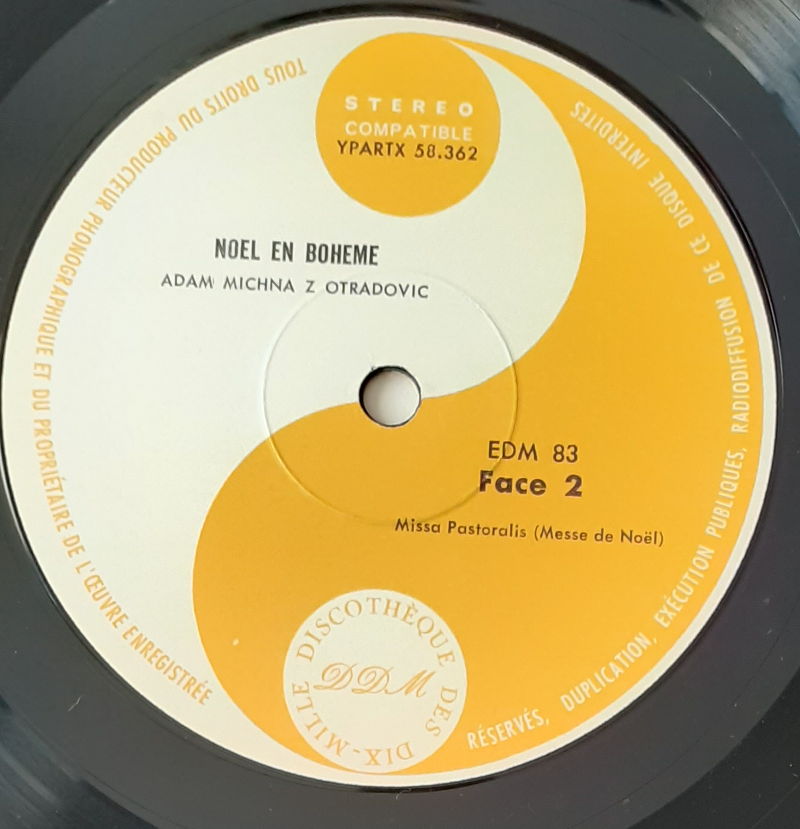 STEREO
COMPATIBLE
YPARTX 58.362
NOEL EN BOHEME
ADAM MICHNA Z OTRADOVIC
EDM 83
Face 2
Missa Pastoralis (Messe de Noël)
DISCOTHÈQUE DES DIX-MILLE
DDM
TOUS DROITS DU PRODUCTEUR PHONOGRAPHIQUE ET DU PROPRIÉTAIRE DE L'ŒUVRE ENREGISTRÉE
RÉSERVÉS, DUPLICATION, EXÉCUTION PUBLIQUES, RADIODIFFUSION DE CE DISQUE INTERDITES